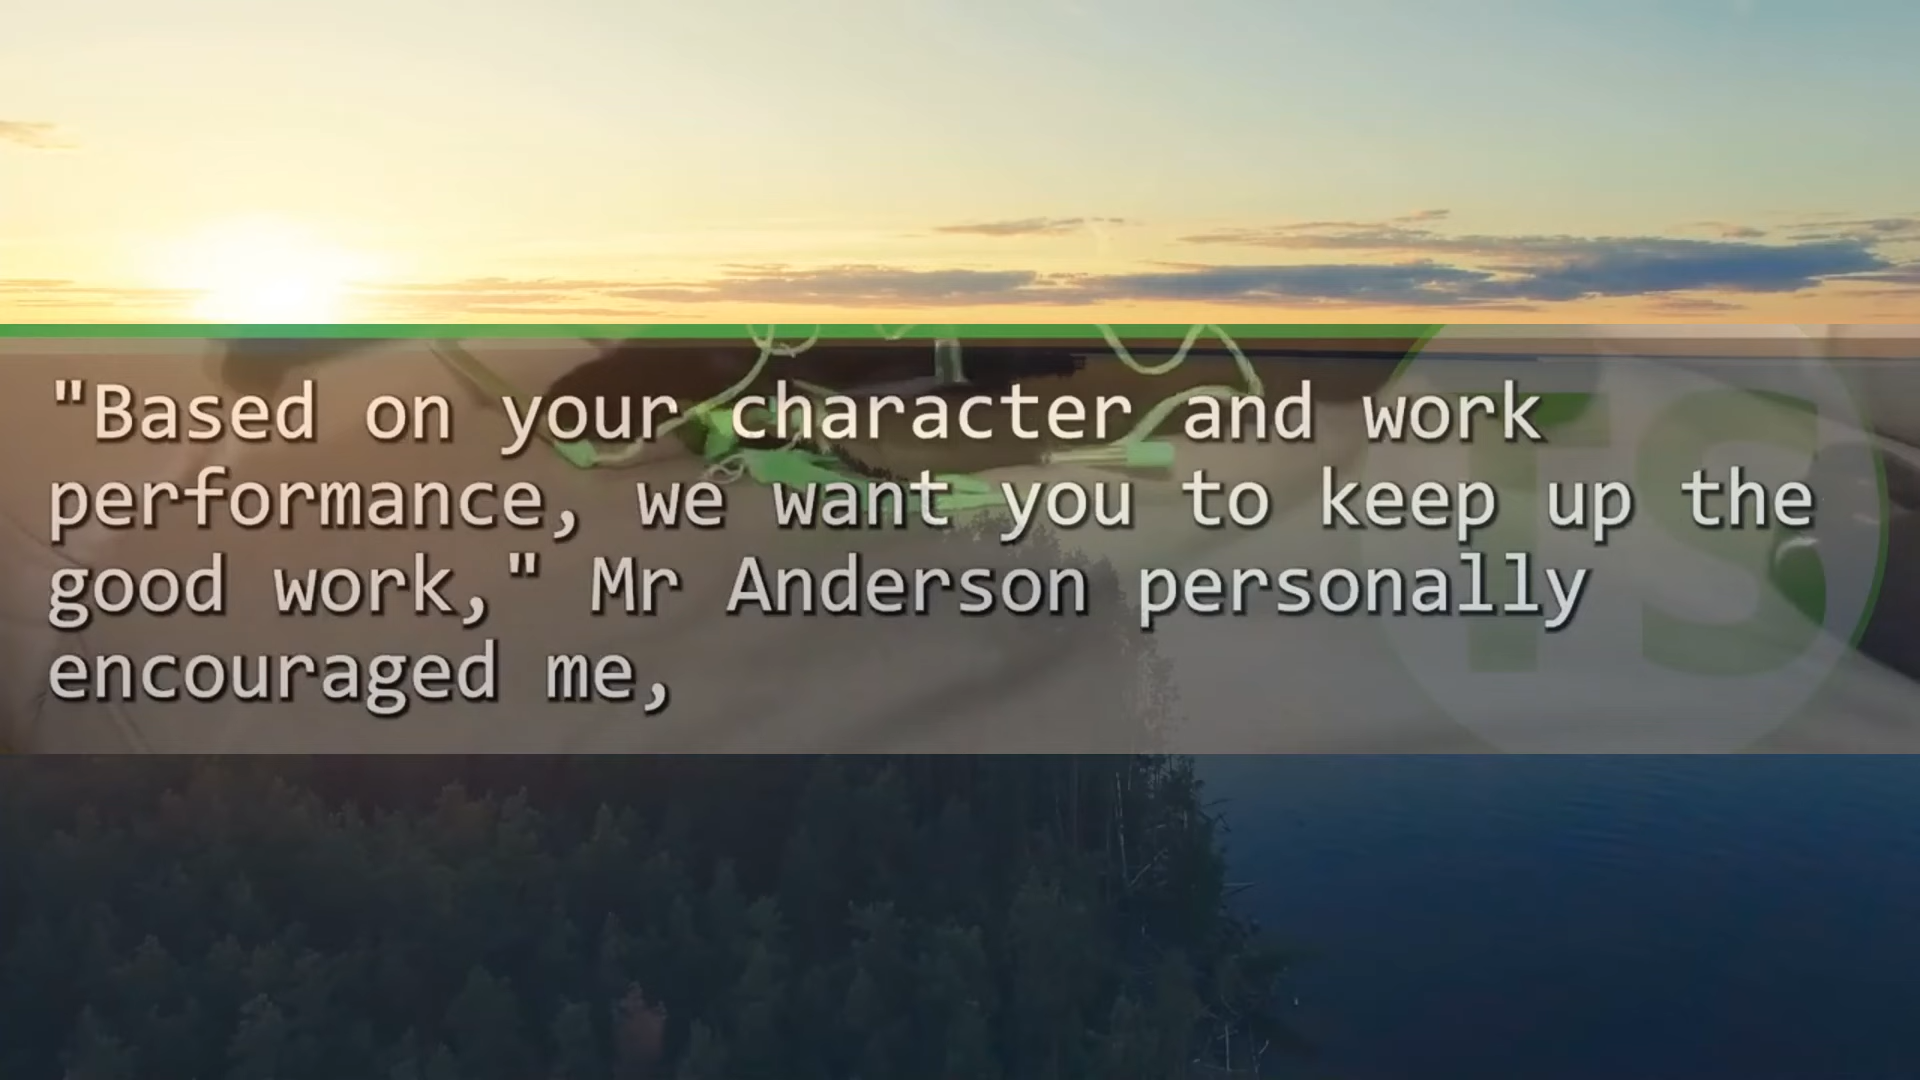 "Based on your character and work
performance, we want you to keep up the
good work," Mr Anderson personally
encouraged me,